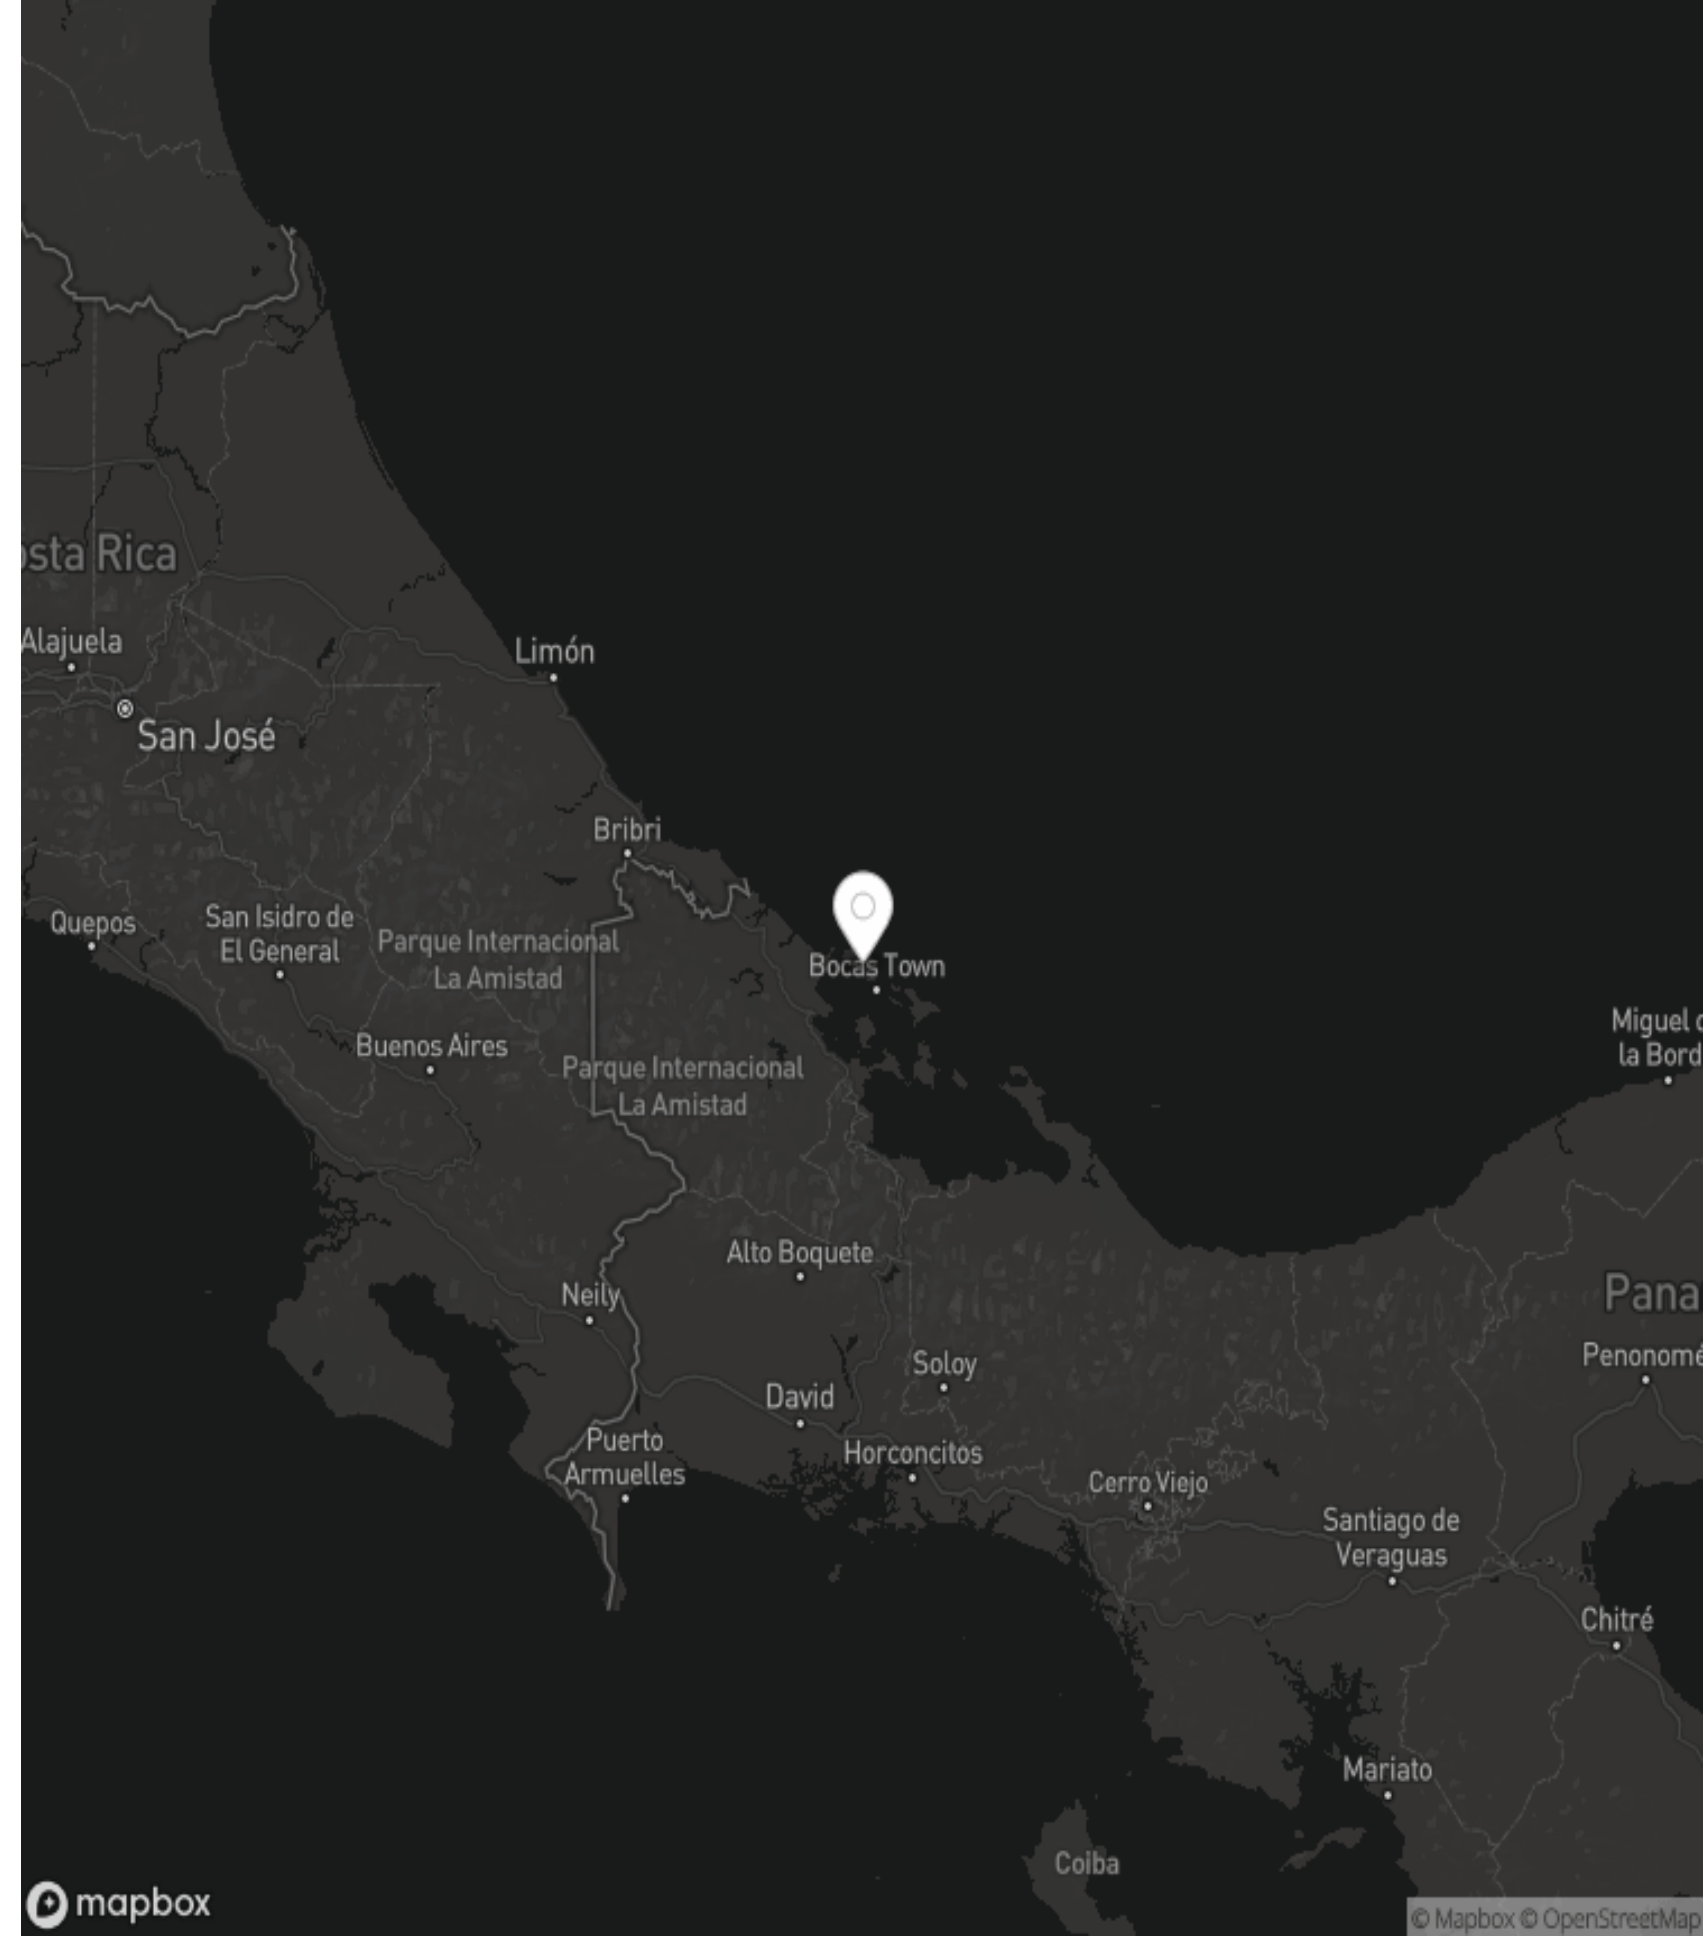 osta Rica
Alajuela
Limón
San José
Bribri
Quepos
San Isidro de
El General
Parque Internacional
La Amistad
Bocas Town
Miguel d
la Bord
Buenos Aires
Parque Internacional
La Amistad
Alto Boquete
Neily
Pana
Penonomé
Soloy
David
Puerto
Armuelles
Horconcitos
Cerro Viejo
Santiago de
Veraguas
Chitré
Mariato
Coiba
mapbox
© Mapbox © OpenStreetMap